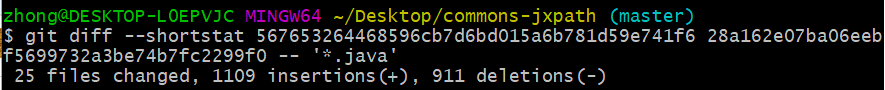 zhong@DESKTOP-LOEPVJC MINGW64 ~/Desktop/commons-jxpath (master)
$ git diff --shortstat 567653264468596cb7d6bd015a6b781d59e741f6 28a162e07ba06eeb
f5699732a3be74b7fc2299f0 -- '*.java'
 25 files changed, 1109 insertions(+), 911 deletions(-)